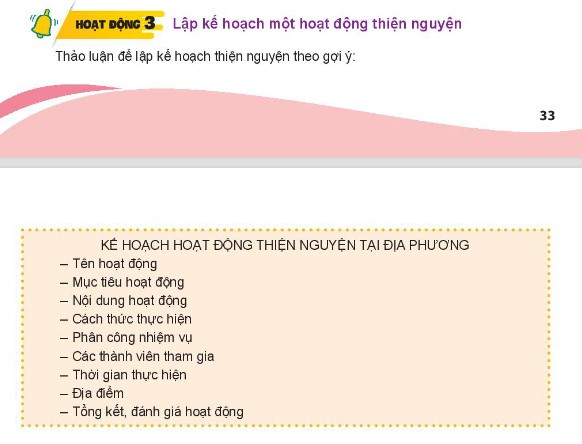 HOẠT ĐỘNG 3 Lập kế hoạch một hoạt động thiện nguyện
Thảo luận để lập kế hoạch thiện nguyện theo gợi ý:
33
KẾ HOẠCH HOẠT ĐỘNG THIỆN NGUYỆN TẠI ĐỊA PHƯƠNG
– Tên hoạt động
– Mục tiêu hoạt động
– Nội dung hoạt động
– Cách thức thực hiện
– Phân công nhiệm vụ
– Các thành viên tham gia
– Thời gian thực hiện
– Địa điểm
– Tổng kết, đánh giá hoạt động